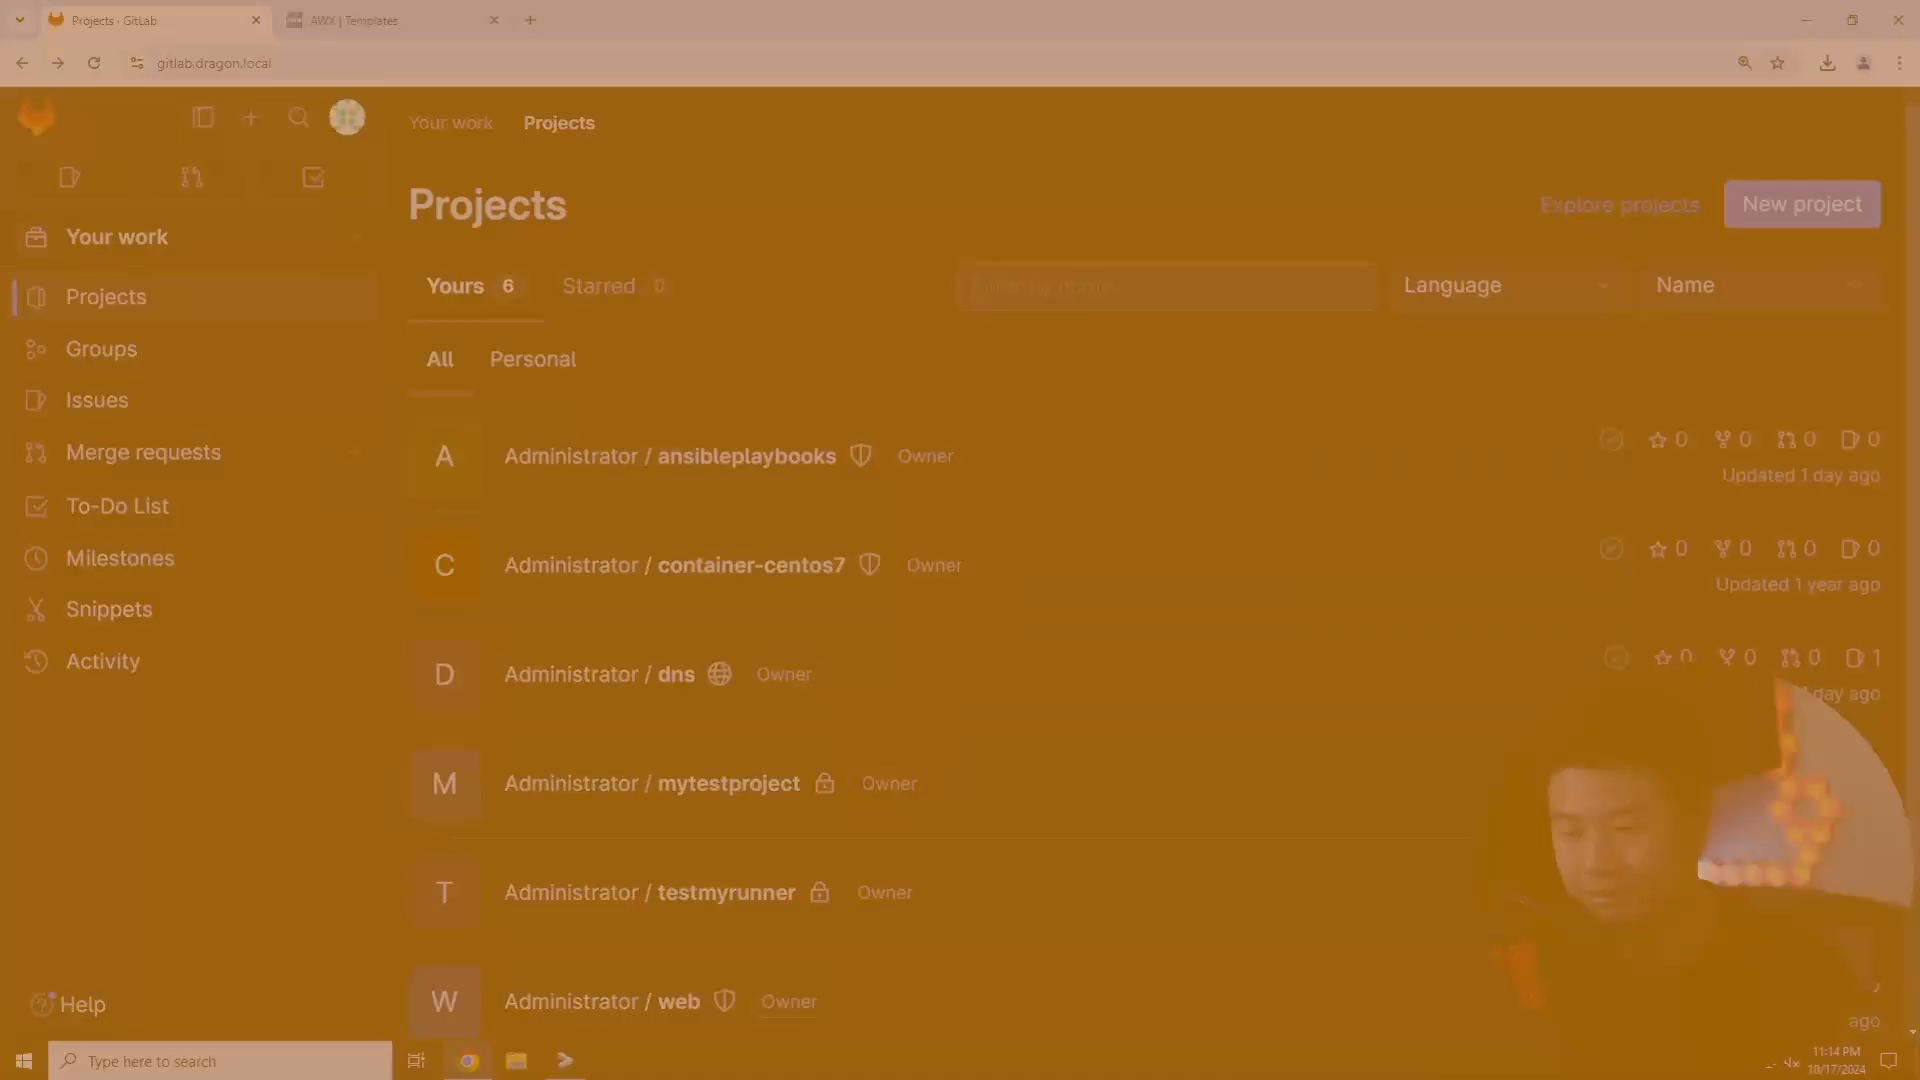 Projects · GitLab
AWX | Templates
gitlab.dragon.local
Your work
Projects
Projects
Explore projects
New project
Your work
Projects
Groups
Issues
Merge requests
To-Do List
Milestones
Snippets
Activity
Help
Yours 6
Starred 0
Language
Name
All
Personal
A
Administrator / ansibleplaybooks
Owner
0 0 0 0
Updated 1 day ago
C
Administrator / container-centos7
Owner
0 0 0 0
Updated 1 year ago
D
Administrator / dns
Owner
0 0 0 1
day ago
M
Administrator / mytestproject
Owner
T
Administrator / testmyrunner
Owner
W
Administrator / web
Owner
ago
Type here to search
11:14 PM
10/17/2024